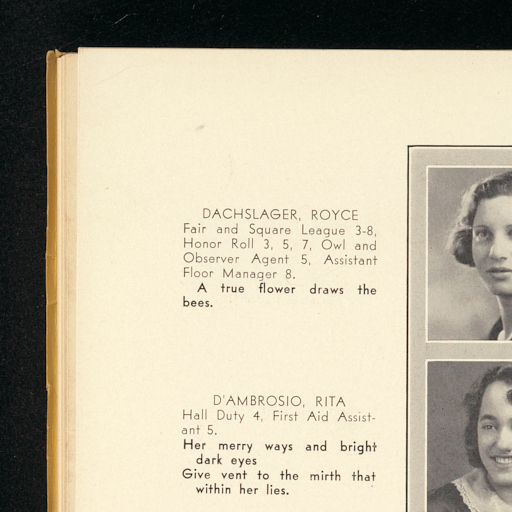 DACHSLAGER, ROYCE
Fair and Square League 3-8,
Honor Roll 3, 5, 7, Owl and
Observer Agent 5, Assistant
Floor Manager 8.
A true flower draws the
bees.
D'AMBROSIO, RITA
Hall Duty 4, First Aid Assist-
ant 5.
Her merry ways and bright
dark eyes
Give vent to the mirth that
within her lies.